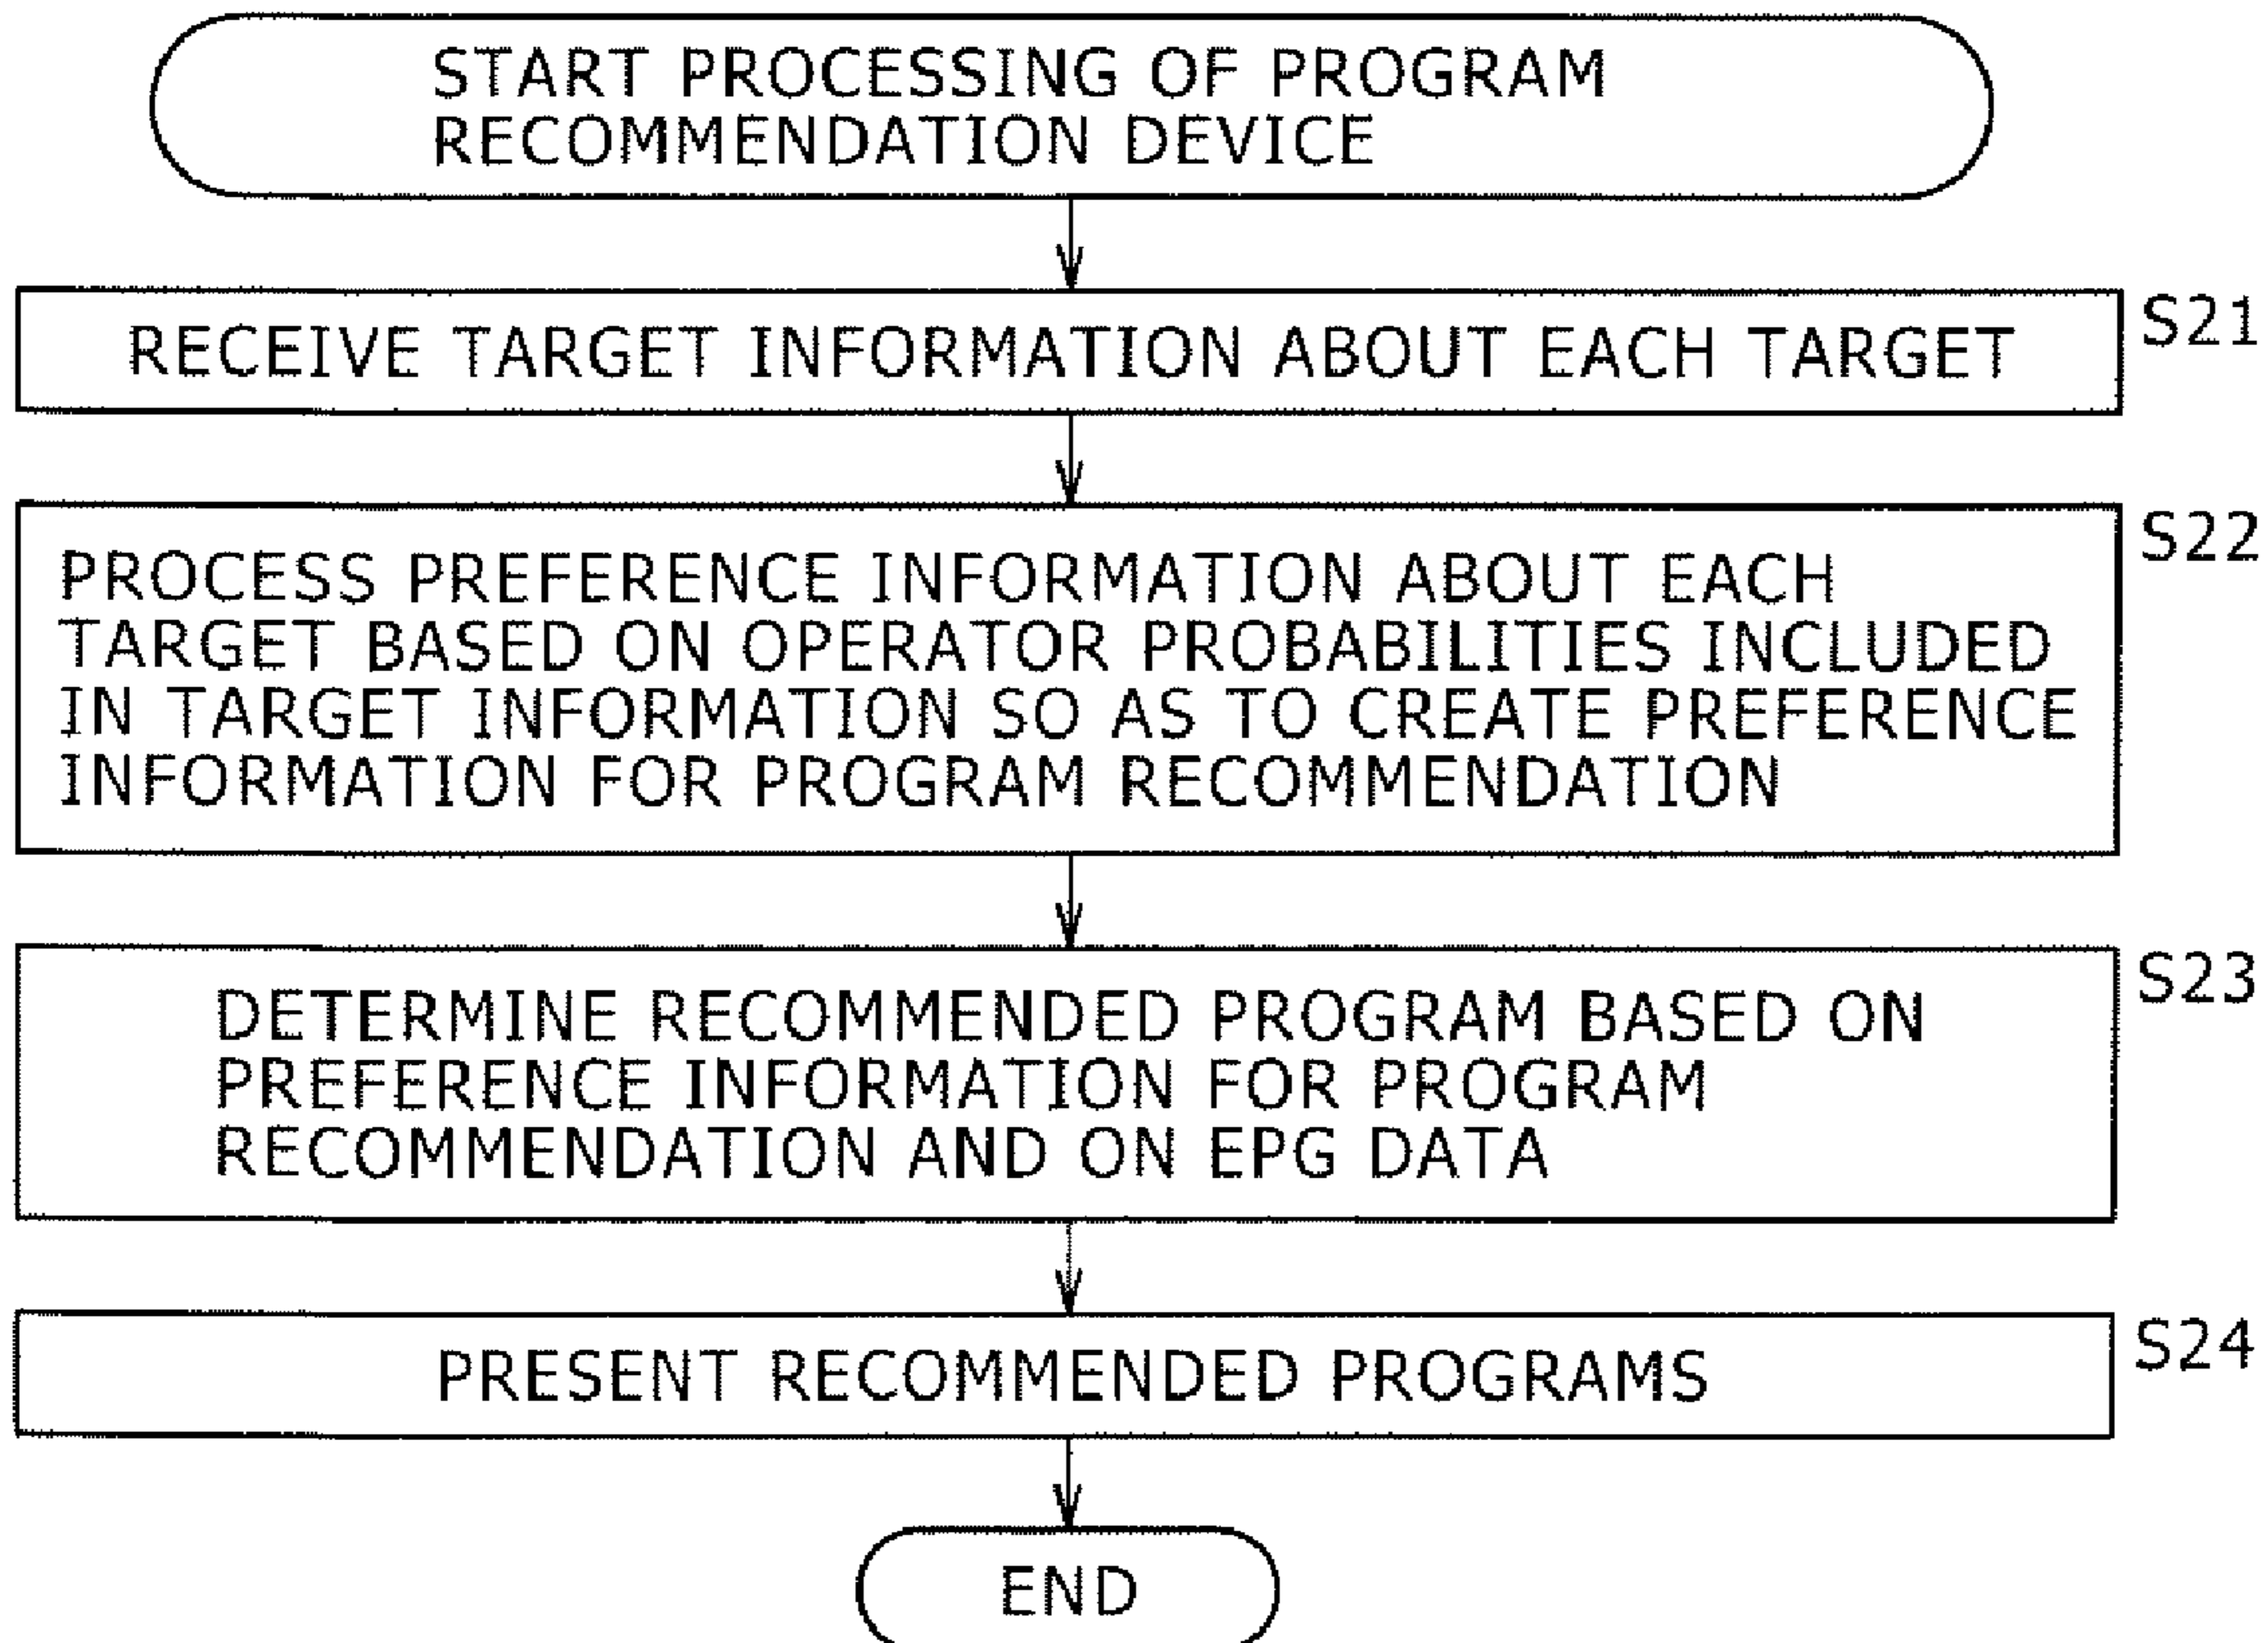 START PROCESSING OF PROGRAM
RECOMMENDATION DEVICE
RECEIVE TARGET INFORMATION ABOUT EACH TARGET
S21
PROCESS PREFERENCE INFORMATION ABOUT EACH
TARGET BASED ON OPERATOR PROBABILITIES INCLUDED
IN TARGET INFORMATION SO AS TO CREATE PREFERENCE
INFORMATION FOR PROGRAM RECOMMENDATION
S22
DETERMINE RECOMMENDED PROGRAM BASED ON
PREFERENCE INFORMATION FOR PROGRAM
RECOMMENDATION AND ON EPG DATA
S23
PRESENT RECOMMENDED PROGRAMS
S24
END